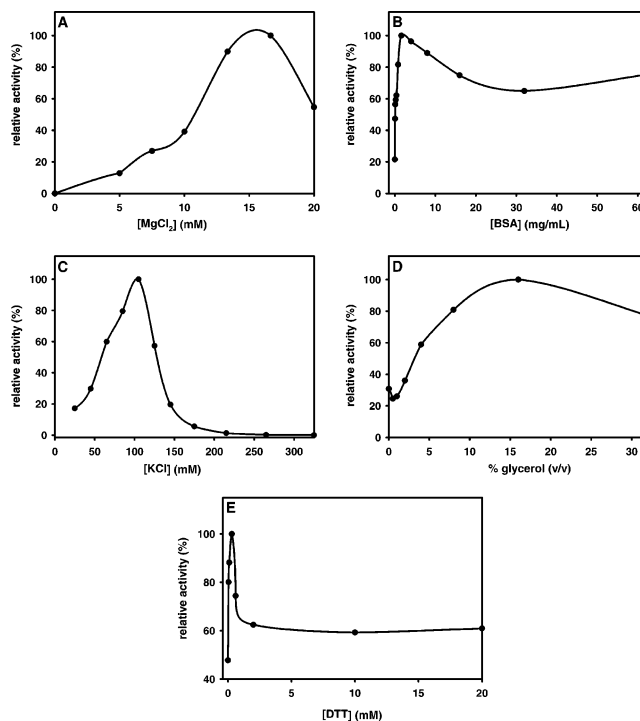 A
relative activity (%)
100
80
60
40
20
0
0 5 10 15 20
[MgCl₂] (mM)
B
relative activity (%)
100
80
60
40
20
0
0 10 20 30 40 50 60
[BSA] (mg/mL)
C
relative activity (%)
100
80
60
40
20
0
0 50 100 150 200 250 300
[KCl] (mM)
D
relative activity (%)
100
80
60
40
20
0
0 5 10 15 20 25 30
% glycerol (v/v)
E
relative activity (%)
100
80
60
40
0 5 10 15 20
[DTT] (mM)